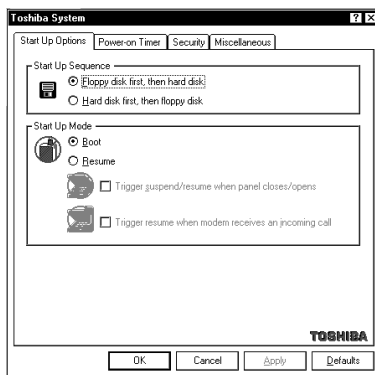 Toshiba System
Start Up Options Power-on Timer Security Miscellaneous
Start Up Sequence
Floppy disk first, then hard disk
Hard disk first, then floppy disk
Start Up Mode
Boot
Resume
Trigger suspend/resume when panel closes/opens
Trigger resume when modem receives an incoming call
TOSHIBA
OK Cancel Apply Defaults